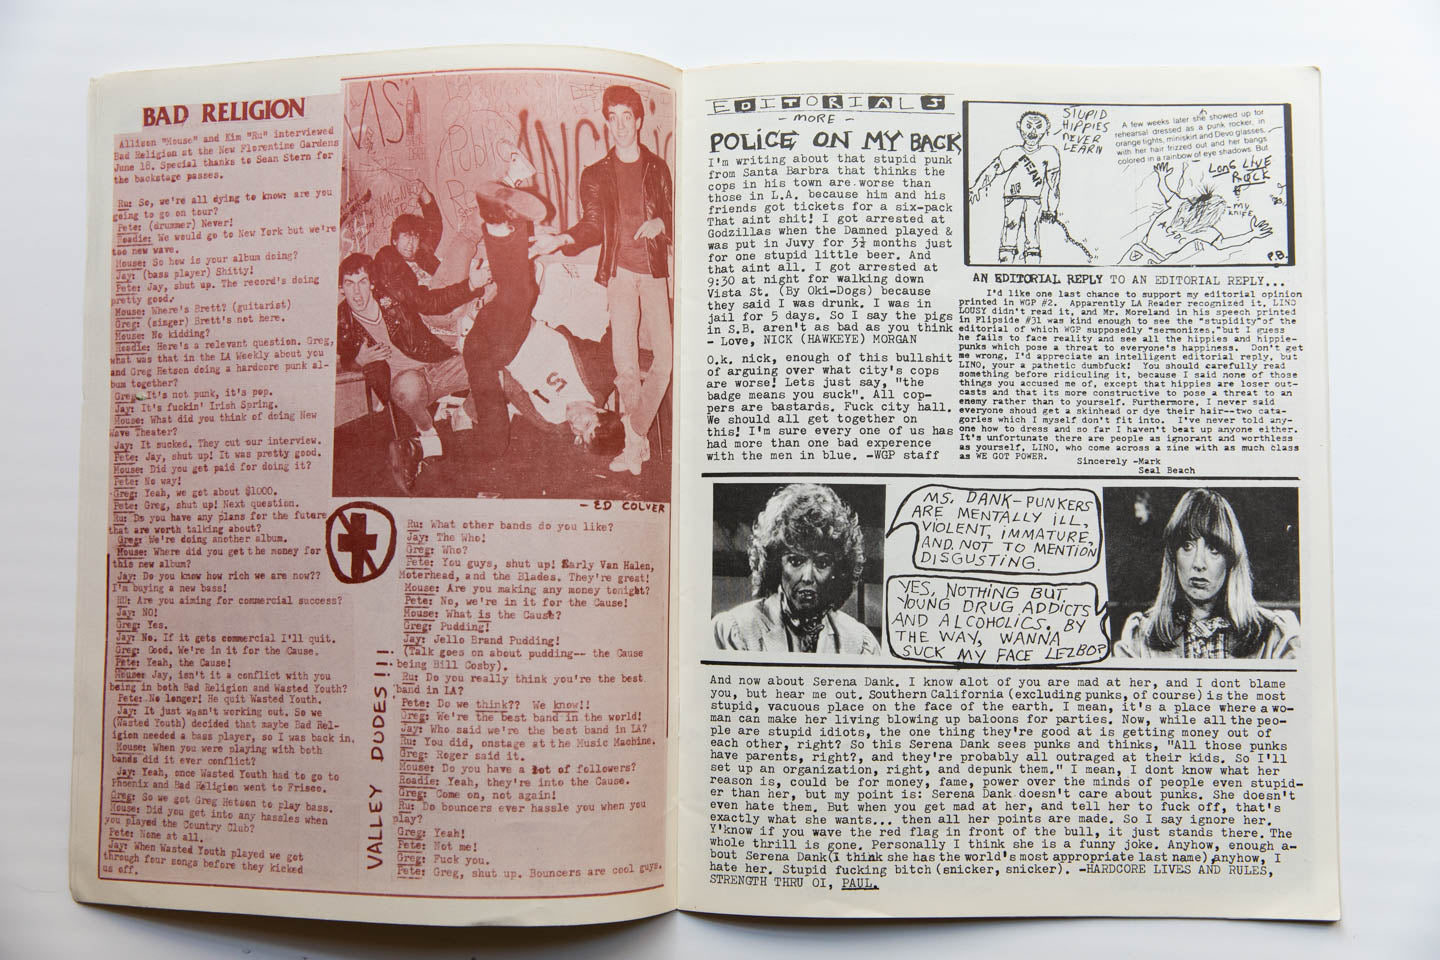 BAD RELIGION
Allison "Mouse" and Kim "Ru" interviewed
Bad Religion at the New Florentine Gardens
June 18. Special thanks to Sean Stern for
the backstage passes.
Ru: So, we're all dying to know: are you
going to go on tour?
Pete: (drummer) Never!
Roadie: We would go to New York but we're
too new wave.
Mouse: So how is your album doing?
Jay: (bass player) Shitty!
Pete: Jay, shut up. The record's doing
pretty good.
Mouse: Where's Brett? (guitarist)
Greg: (singer) Brett's not here.
Mouse: No kidding?
Roadie: Here's a relevant question. Greg,
what was that in the LA Weekly about you
and Greg Hetson doing a hardcore punk al-
bum together?
Greg: It's not punk, it's pop.
Jay: It's fuckin' Irish Spring.
Mouse: What did you think of doing New
Wave Theater?
Jay: It sucked. They cut our interview.
Pete: Jay, shut up! It was pretty good.
Mouse: Did you get paid for doing it?
Pete: No way!
Greg: Yeah, we got about $1000.
Pete: Greg, shut up! Next question.
Ru: Do you have any plans for the future
that are worth talking about?
Greg: We're doing another album.
Mouse: Where did you get the money for
this new album?
Jay: Do you know how rich we are now??
I'm buying a new bass!
RU: Are you aiming for commercial success?
Jay: NO!
Greg: Yes.
Jay: No. If it gets commercial I'll quit.
Greg: Good. We're in it for the Cause.
Pete: Yeah, the Cause!
Mouse: Jay, isn't it a conflict with you
being in both Bad Religion and Wasted Youth?
Pete: No longer! He quit Wasted Youth.
Jay: It just wasn't working out. So we
(Wasted Youth) decided that maybe Bad Rel-
igion needed a bass player, so I was back in.
Mouse: When you were playing with both
bands did it ever conflict?
Jay: Yeah, once Wasted Youth had to go to
Phoenix and Bad Religion went to Frisco.
Greg: So we got Greg Hetson to play bass.
Mouse: Did you get into any hassles when
you played the Country Club?
Pete: None at all.
Jay: When Wasted Youth played we got
through four songs before they kicked
us off.
- ED COLVER
VALLEY DUDES!!!
Ru: What other bands do you like?
Jay: The Who!
Greg: Who?
Pete: You guys, shut up! Early Van Halen,
Moterhead, and the Blades. They're great!
Mouse: Are you making any money tonight?
Pete: No, we're in it for the Cause!
Mouse: What is the Cause?
Greg: Pudding!
Jay: Jello Brand Pudding!
(Talk goes on about pudding-- the Cause
being Bill Cosby).
Ru: Do you really think you're the best
band in LA?
Pete: Do we think?? We know!!
Greg: We're the best band in the world!
Jay: Who said we're the best band in LA?
Ru: You did, onstage at the Music Machine.
Greg: Roger said it.
Mouse: Do you have a lot of followers?
Roadie: Yeah, they're into the Cause.
Greg: Come on, not again!
Ru: Do bouncers ever hassle you when you
play?
Greg: Yeah!
Pete: Not me!
Greg: Fuck you.
Pete: Greg, shut up. Bouncers are cool guys.
EDITORIALS
- MORE -
POLICE ON MY BACK
I'm writing about that stupid punk
from Santa Barbra that thinks the
cops in his town are worse than
those in L.A. because him and his
friends got tickets for a six-pack
That aint shit! I got arrested at
Godzillas when the Damned played &
was put in Juvy for 3½ months just
for one stupid little beer. And
that aint all. I got arrested at
9:30 at night for walking down
Vista St. (By Oki-Dogs) because
they said I was drunk. I was in
jail for 5 days. So I say the pigs
in S.B. aren't as bad as you think
- Love, NICK (HAWKEYE) MORGAN
O.k. nick, enough of this bullshit
of arguing over what city's cops
are worse! Lets just say, "the
badge means you suck". All cop-
pers are bastards. Fuck city hall.
We should all get together on
this! I'm sure every one of us has
had more than one bad experence
with the men in blue. -WGP staff
STUPID
HIPPIES
NEVER
LEARN
A few weeks later she showed up for
rehearsal dressed as a punk rocker, in
orange tights, miniskirt and Devo glasses,
with her hair frizzed out and her bangs
colored in a rainbow of eye shadows. But
LONG LIVE
ROCK
MY
KNIFE
AC/DC
P.B.
AN EDITORIAL REPLY TO AN EDITORIAL REPLY...
I'd like one last chance to support my editorial opinion
printed in WGP #2. Apparently LA Reader recognized it, LINO
LOUSY didn't read it, and Mr. Moreland in his speech printed
in Flipside #31 was kind enough to see the "stupidity"of the
editorial of which WGP supposedly "sermonizes,"but I guess
he fails to face reality and see all the hippies and hippie-
punks which pose a threat to everyone's happiness. Don't get
me wrong, I'd appreciate an intelligent editorial reply, but
LINO, your a pathetic dumbfuck! You should carefully read
something before ridiculing it, because I said none of those
things you accused me of, except that hippies are loser out-
casts and that its more constructive to pose a threat to an
enemy rather than to yourself. Furthermore, I never said
everyone shoud get a skinhead or dye their hair--two cata-
gories which I myself don't fit into. I've never told any-
one how to dress and so far I haven't beat up anyone either.
It's unfortunate there are people as ignorant and worthless
as yourself, LINO, who come across a zine with as much class
as WE GOT POWER.
Sincerely -Mark
Seal Beach
MS. DANK-PUNKERS
ARE MENTALLY ILL,
VIOLENT, IMMATURE,
AND NOT TO MENTION
DISGUSTING.
YES, NOTHING BUT
YOUNG DRUG ADDICTS
AND ALCOHOLICS. BY
THE WAY, WANNA
SUCK MY FACE LEZBO?
And now about Serena Dank. I know alot of you are mad at her, and I dont blame
you, but hear me out. Southern California (excluding punks, of course) is the most
stupid, vacuous place on the face of the earth. I mean, it's a place where a wo-
man can make her living blowing up baloons for parties. Now, while all the peo-
ple are stupid idiots, the one thing they're good at is getting money out of
each other, right? So this Serena Dank sees punks and thinks, "All those punks
have parents, right?, and they're probably all outraged at their kids. So I'll
set up an organization, right, and depunk them." I mean, I dont know what her
reason is, could be for money, fame, power over the minds of people even stupid-
er than her, but my point is: Serena Dank doesn't care about punks. She doesn't
even hate them. But when you get mad at her, and tell her to fuck off, that's
exactly what she wants... then all her points are made. So I say ignore her.
Y'know if you wave the red flag in front of the bull, it just stands there. The
whole thrill is gone. Personally I think she is a funny joke. Anyhow, enough a-
bout Serena Dank(I think she has the world's most appropriate last name),anyhow, I
hate her. Stupid fucking bitch (snicker, snicker). -HARDCORE LIVES AND RULES,
STRENGTH THRU OI, PAUL.